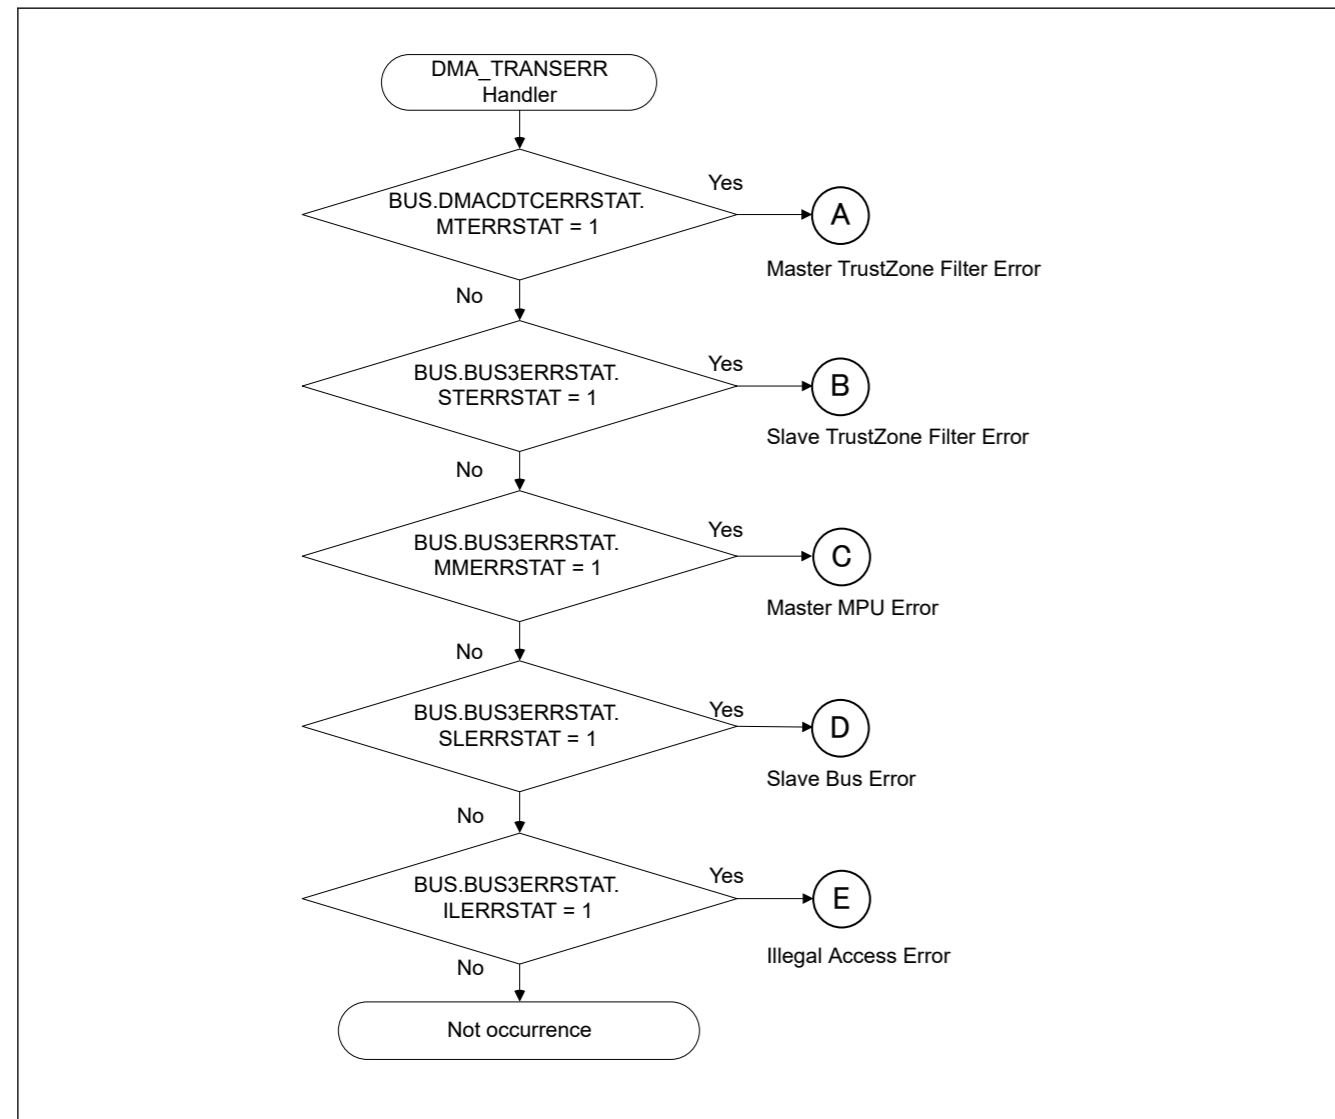 DMA_TRANSERR
Handler
BUS.DMACDTCERRSTAT.
MTERRSTAT = 1
Yes
A
Master TrustZone Filter Error
No
BUS.BUS3ERRSTAT.
STERRSTAT = 1
Yes
B
Slave TrustZone Filter Error
No
BUS.BUS3ERRSTAT.
MMERRSTAT = 1
Yes
C
Master MPU Error
No
BUS.BUS3ERRSTAT.
SLERRSTAT = 1
Yes
D
Slave Bus Error
No
BUS.BUS3ERRSTAT.
ILERRSTAT = 1
Yes
E
Illegal Access Error
No
Not occurrence